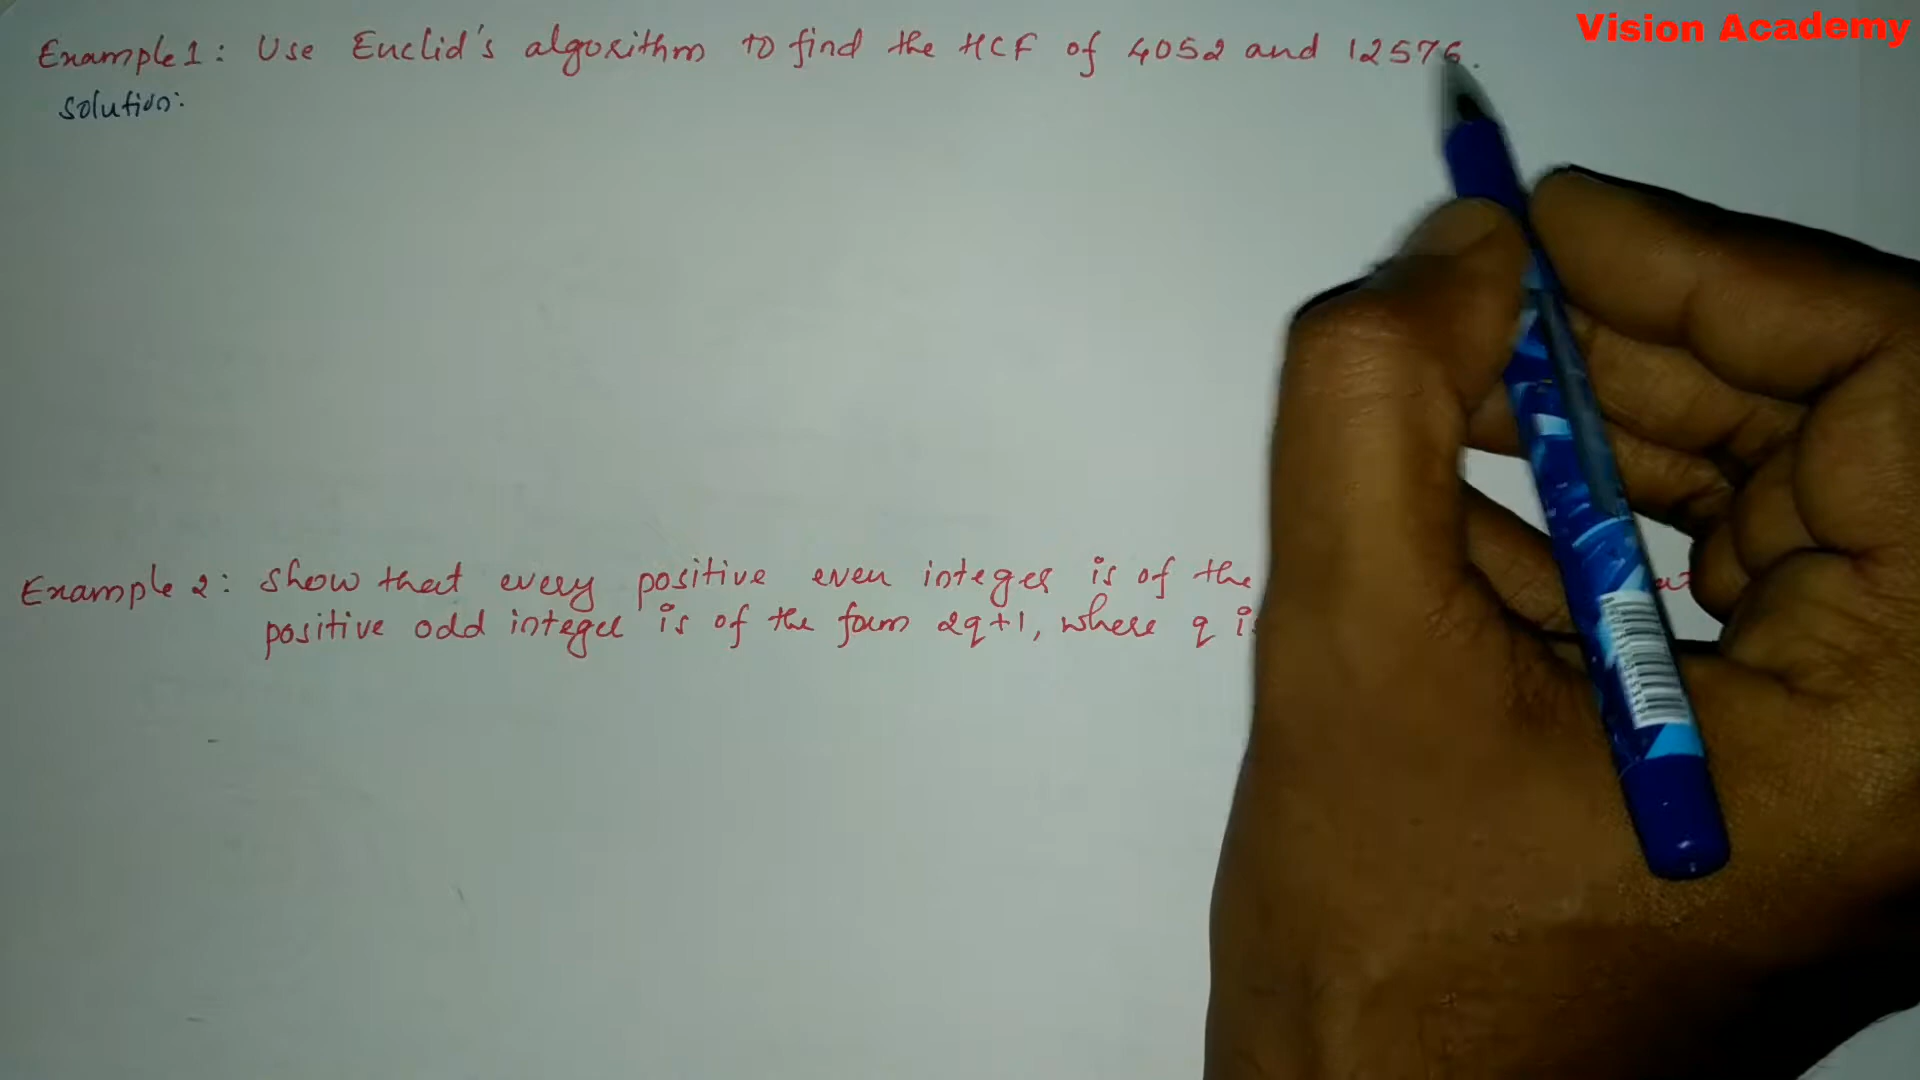 Vision Academy
Example 1: Use Euclid's algorithm to find the HCF of 4052 and 12576.
Solution:
Example 2: Show that every positive even integer is of the
positive odd integer is of the form 2q+1, where q is